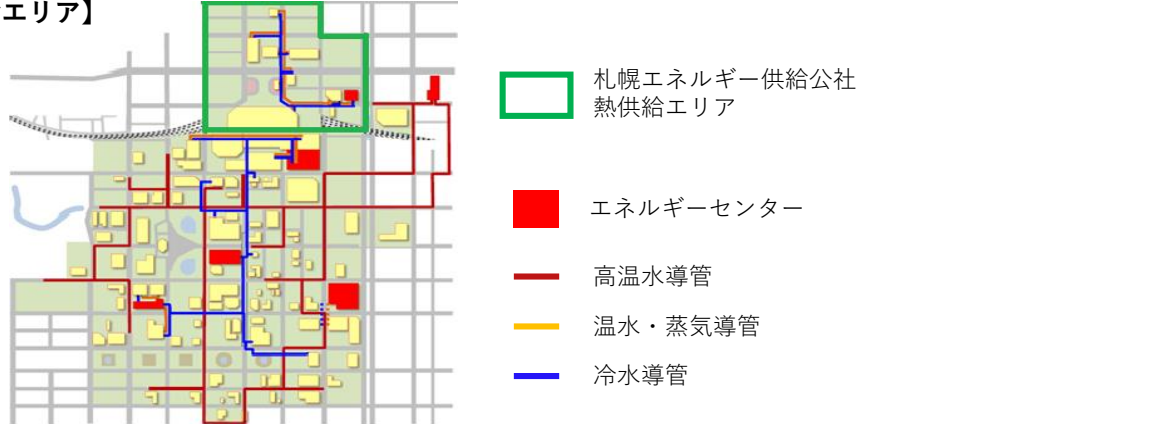 エリア】
札幌エネルギー供給公社
熱供給エリア
エネルギーセンター
高温水導管
温水・蒸気導管
冷水導管